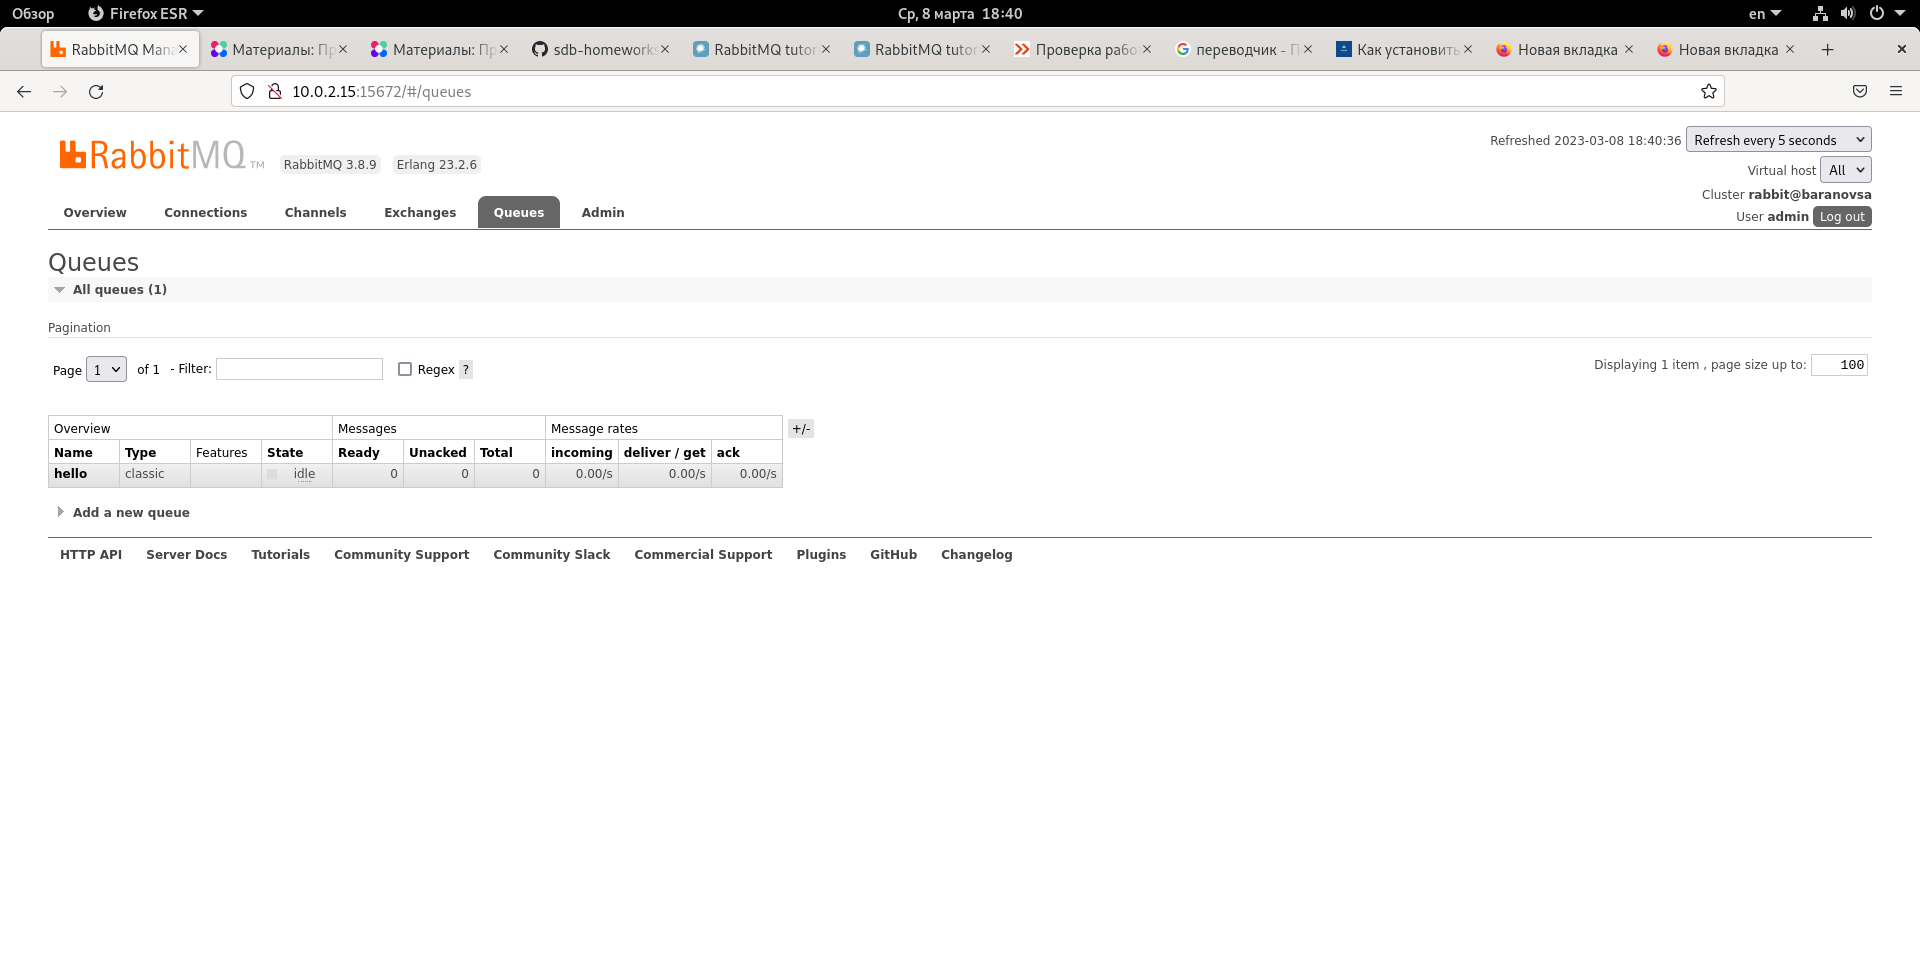 Обзор Firefox ESR Ср, 8 марта 18:40 en
RabbitMQ Mana Материалы: Пр Материалы: Пр sdb-homework RabbitMQ tutor RabbitMQ tutor Проверка рабо переводчик - П Как установить Новая вкладка Новая вкладка
10.0.2.15:15672/#/queues
RabbitMQ TM RabbitMQ 3.8.9 Erlang 23.2.6
Refreshed 2023-03-08 18:40:36 Refresh every 5 seconds
Virtual host All
Cluster rabbit@baranovsa
User admin Log out
Overview Connections Channels Exchanges Queues Admin
Queues
All queues (1)
Pagination
Page 1 of 1 - Filter: Regex ? Displaying 1 item , page size up to: 100
Overview Messages Message rates +/-
Name Type Features State Ready Unacked Total incoming deliver / get ack
hello classic idle 0 0 0 0.00/s 0.00/s 0.00/s
Add a new queue
HTTP API Server Docs Tutorials Community Support Community Slack Commercial Support Plugins GitHub Changelog